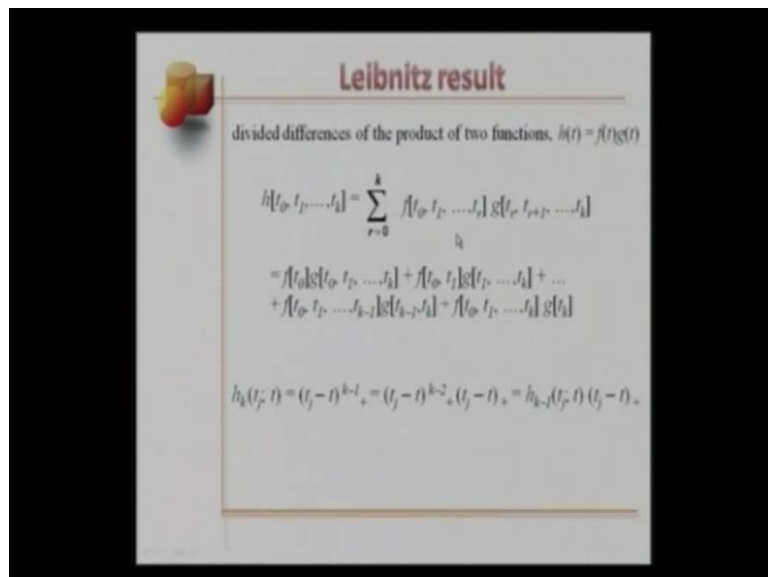 Leibnitz result
divided differences of the product of two functions, h(t) = f(t)g(t)
h[t₀, t₁,…,tₖ] = ∑ᵣ₌₀ᵏ f[t₀, t₁, …,tᵣ] g[tᵣ, tᵣ₊₁, …,tₖ]
= f[t₀]g[t₀, t₁, …,tₖ] + f[t₀, t₁]g[t₁, …,tₖ] + …
+ f[t₀, t₁, …,tₖ₋₁]g[tₖ₋₁,tₖ] + f[t₀, t₁, …,tₖ] g[tₖ]
hₖ(tⱼ; t) = (tⱼ – t)ᵏ⁻¹₊ = (tⱼ – t)ᵏ⁻²₊(tⱼ – t)₊ = hₖ₋₁(tⱼ; t) (tⱼ – t)₊